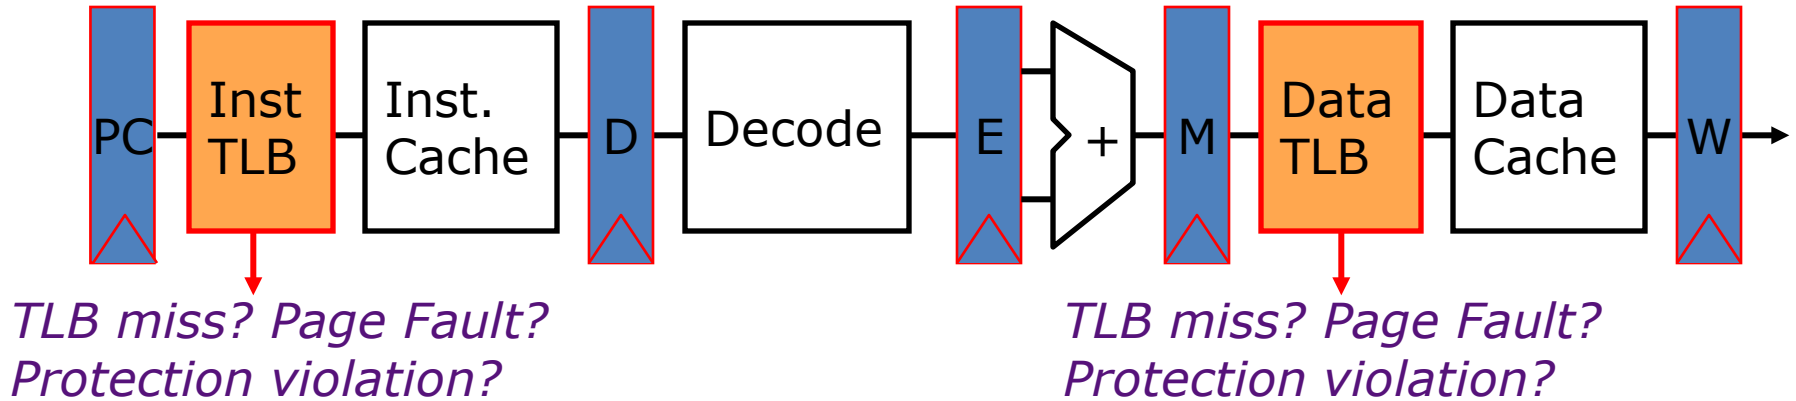 PC
Inst
TLB
Inst.
Cache
D
Decode
E
+
M
Data
TLB
Data
Cache
W
TLB miss? Page Fault?
Protection violation?
TLB miss? Page Fault?
Protection violation?